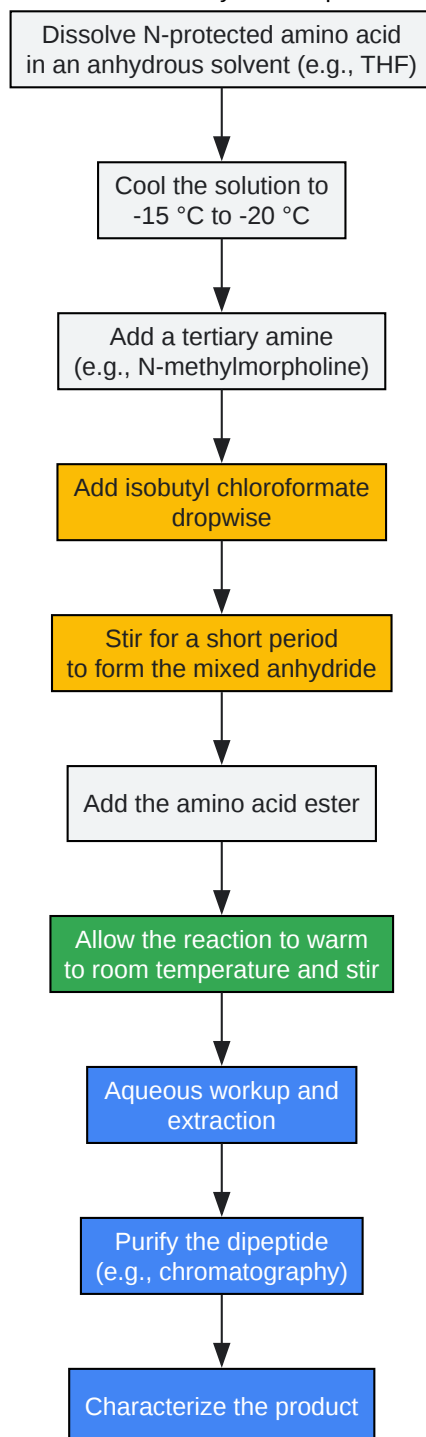 Dissolve N-protected amino acid
in an anhydrous solvent (e.g., THF)
Cool the solution to
-15 °C to -20 °C
Add a tertiary amine
(e.g., N-methylmorpholine)
Add isobutyl chloroformate
dropwise
Stir for a short period
to form the mixed anhydride
Add the amino acid ester
Allow the reaction to warm
to room temperature and stir
Aqueous workup and
extraction
Purify the dipeptide
(e.g., chromatography)
Characterize the product